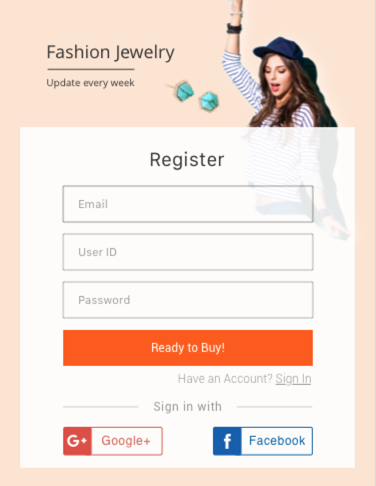 Fashion Jewelry
Update every week
Register
Email
User ID
Password
Ready to Buy!
Have an Account? Sign In
Sign in with
G+ Google+
f Facebook